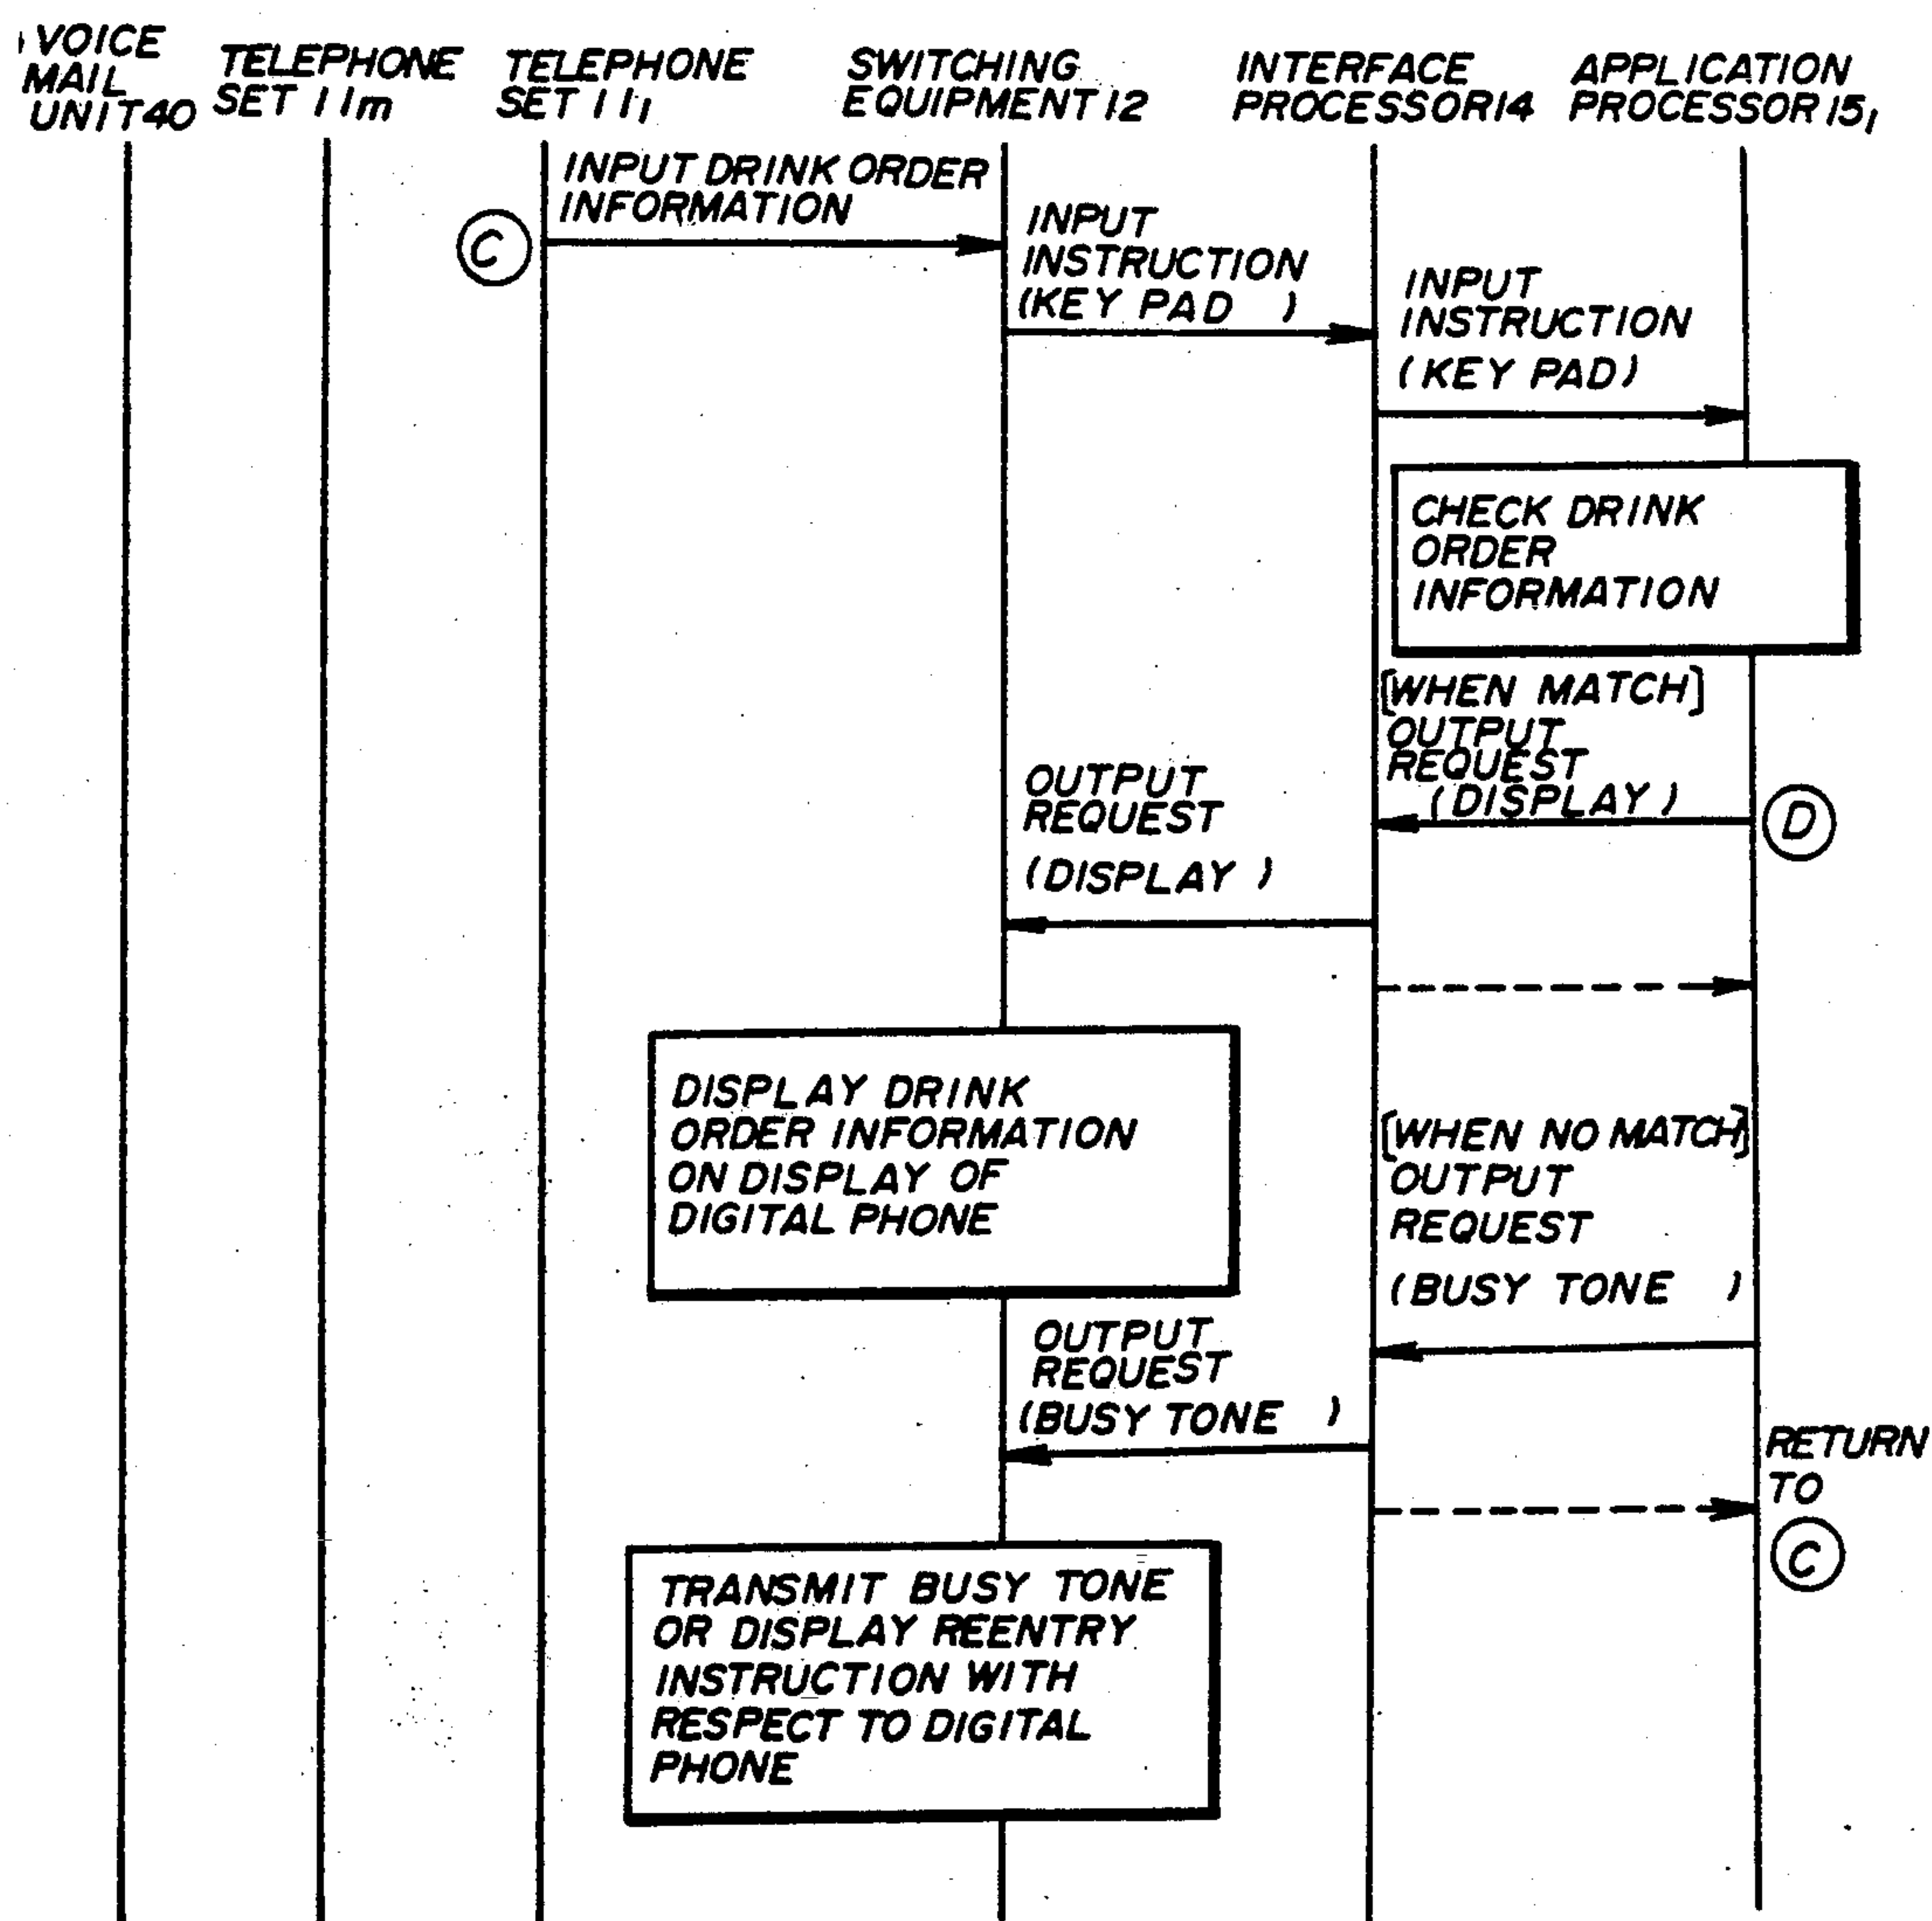 VOICE
MAIL
UNIT 40
TELEPHONE
SET 11m
TELEPHONE
SET 11₁
SWITCHING
EQUIPMENT 12
INTERFACE
PROCESSOR 14
APPLICATION
PROCESSOR 15₁
INPUT DRINK ORDER
INFORMATION
C
INPUT
INSTRUCTION
(KEY PAD )
INPUT
INSTRUCTION
(KEY PAD)
CHECK DRINK
ORDER
INFORMATION
[WHEN MATCH]
OUTPUT
REQUEST
(DISPLAY)
D
OUTPUT
REQUEST
(DISPLAY )
DISPLAY DRINK
ORDER INFORMATION
ON DISPLAY OF
DIGITAL PHONE
[WHEN NO MATCH]
OUTPUT
REQUEST
(BUSY TONE )
OUTPUT
REQUEST
(BUSY TONE )
RETURN
TO
C
TRANSMIT BUSY TONE
OR DISPLAY REENTRY
INSTRUCTION WITH
RESPECT TO DIGITAL
PHONE